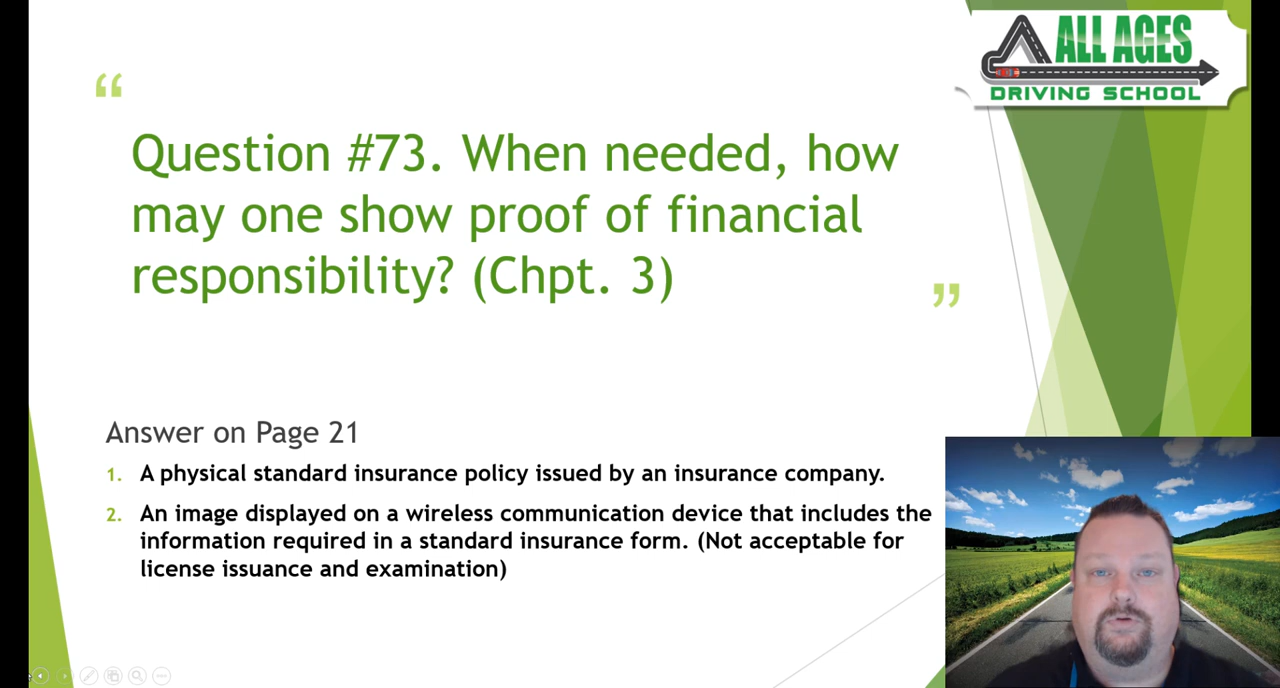 ALL AGES
DRIVING SCHOOL
“
Question #73. When needed, how
may one show proof of financial
responsibility? (Chpt. 3)
”
Answer on Page 21
1. A physical standard insurance policy issued by an insurance company.
2. An image displayed on a wireless communication device that includes the
information required in a standard insurance form. (Not acceptable for
license issuance and examination)